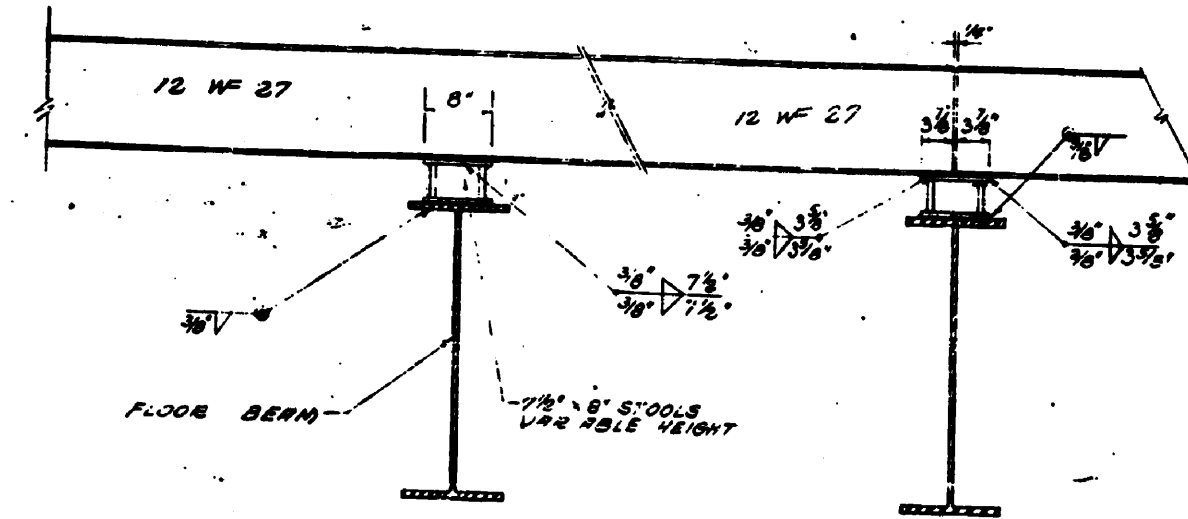 12 WF 27
8"
12 WF 27
1/4"
3 7/8" 3 7/8"
3/8"
3/8" 3 5/8"
3/8" 3 5/8"
3/8" 3 5/8"
3/8" 3 5/8"
3/8" 7 1/2"
3/8" 7 1/2"
3/8"
FLOOR BEAM
7 1/2" x 8" STOOLS
VARIABLE HEIGHT